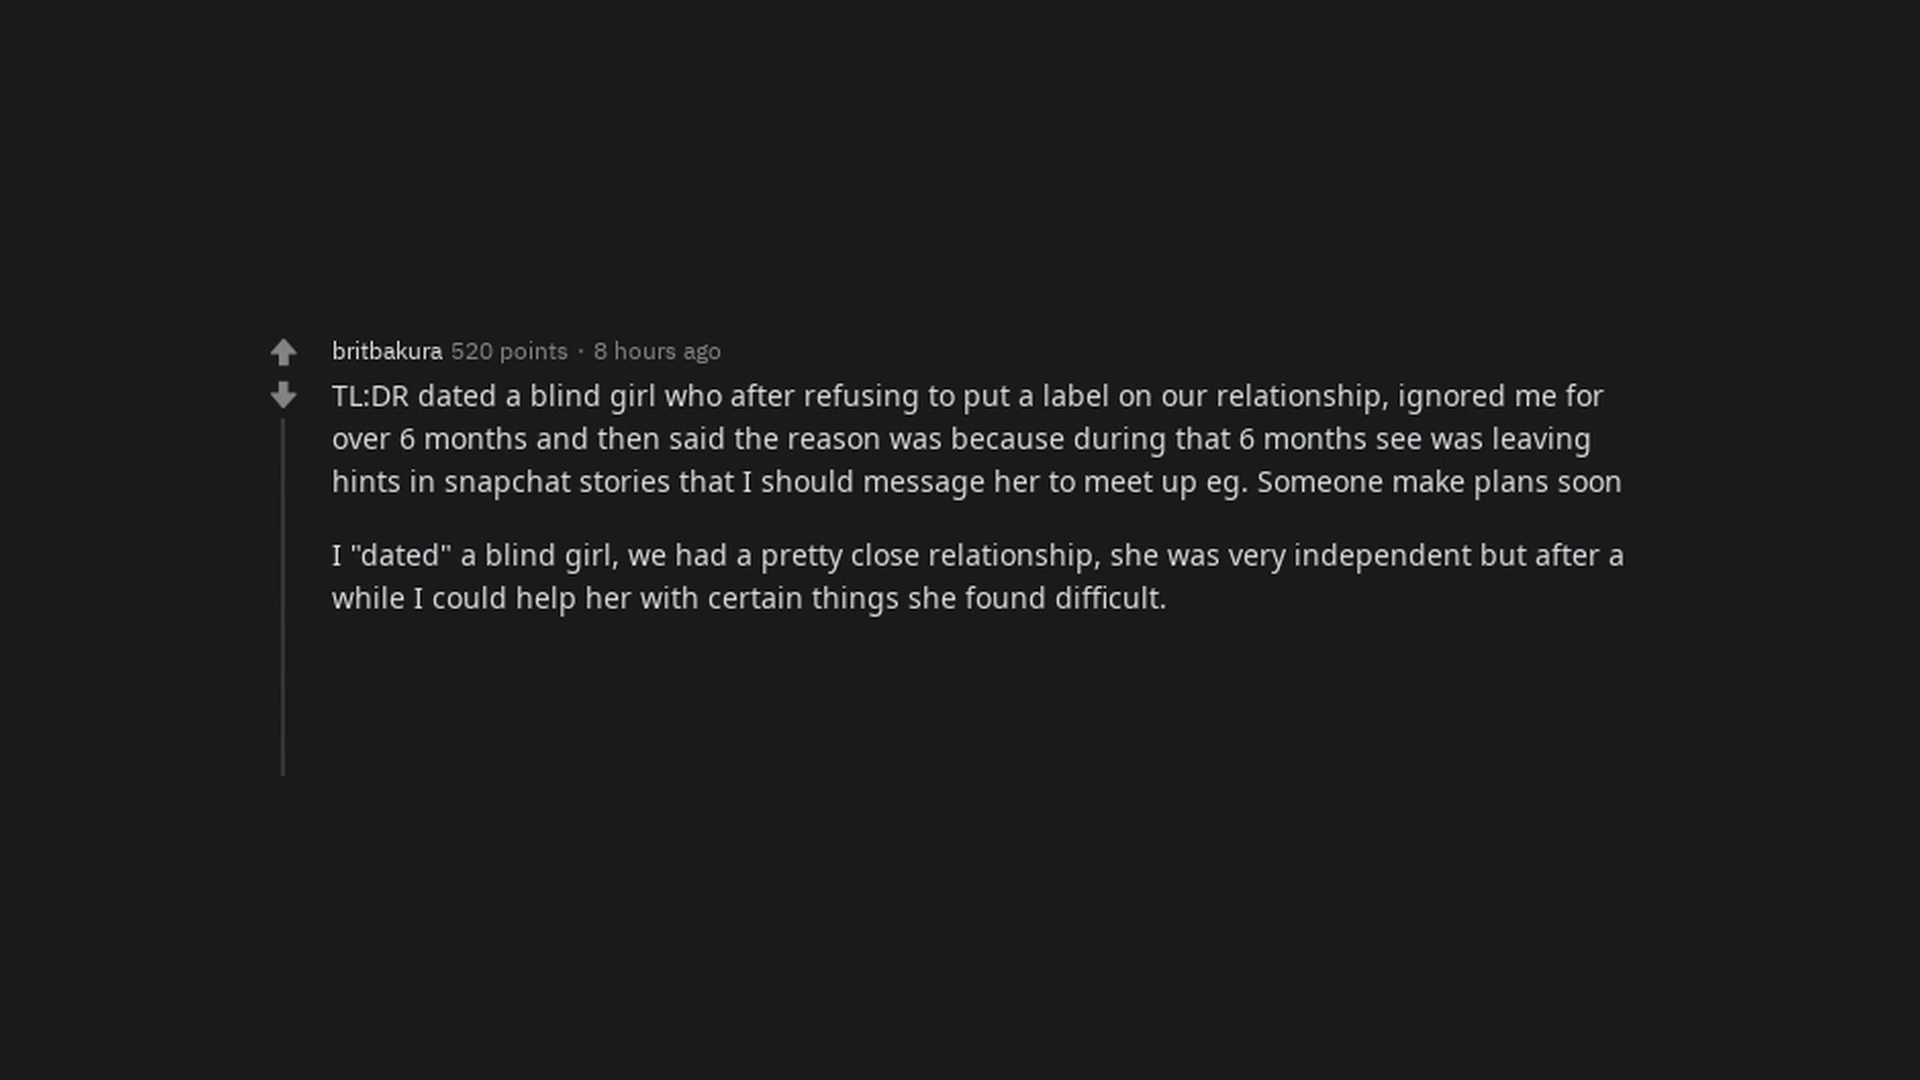 britbakura 520 points · 8 hours ago
TL:DR dated a blind girl who after refusing to put a label on our relationship, ignored me for
over 6 months and then said the reason was because during that 6 months see was leaving
hints in snapchat stories that I should message her to meet up eg. Someone make plans soon
I "dated" a blind girl, we had a pretty close relationship, she was very independent but after a
while I could help her with certain things she found difficult.